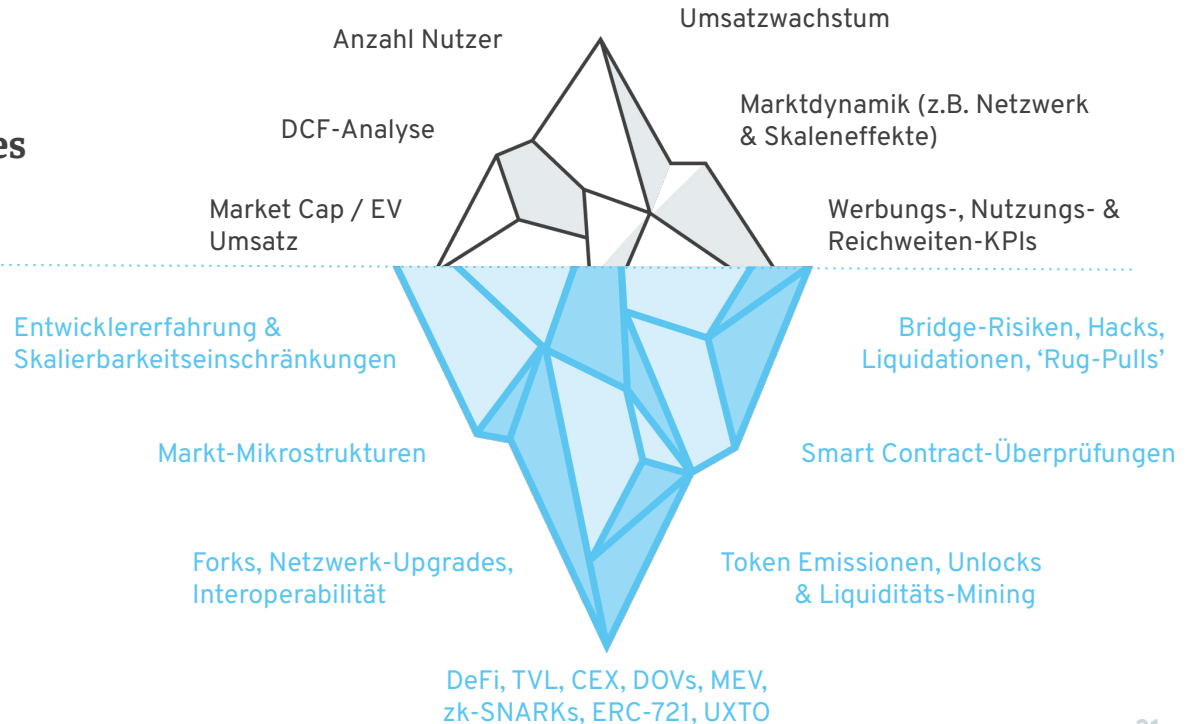 Umsatzwachstum
Anzahl Nutzer
Marktdynamik (z.B. Netzwerk
& Skaleneffekte)
DCF-Analyse
es
Market Cap / EV
Umsatz
Werbungs-, Nutzungs- &
Reichweiten-KPIs
Entwicklererfahrung &
Skalierbarkeitseinschränkungen
Bridge-Risiken, Hacks,
Liquidationen, ‘Rug-Pulls’
Markt-Mikrostrukturen
Smart Contract-Überprüfungen
Forks, Netzwerk-Upgrades,
Interoperabilität
Token Emissionen, Unlocks
& Liquiditäts-Mining
DeFi, TVL, CEX, DOVs, MEV,
zk-SNARKs, ERC-721, UXTO